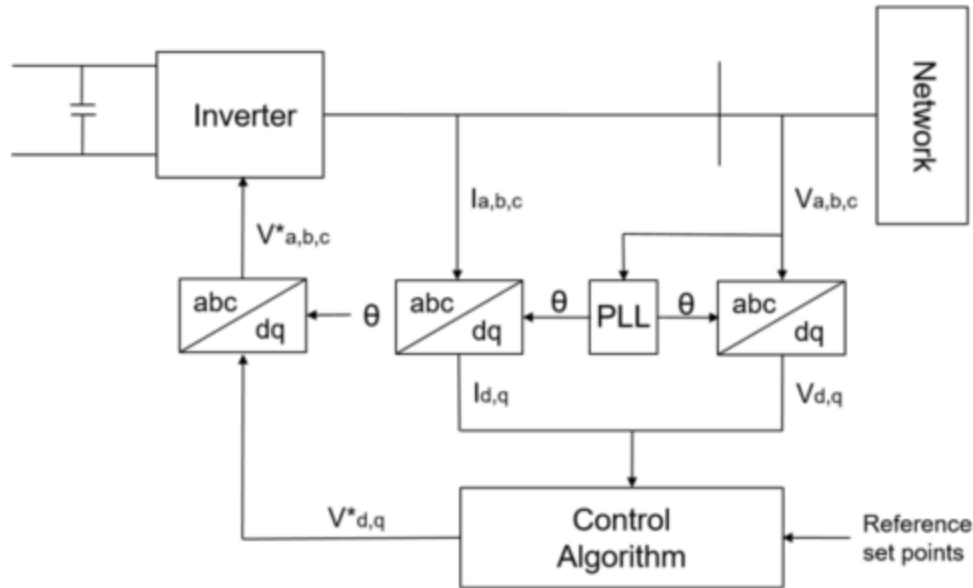 Inverter
Network
Ia,b,c
Va,b,c
V*a,b,c
abc
dq
θ
abc
dq
θ
PLL
θ
abc
dq
Id,q
Vd,q
V*d,q
Control
Algorithm
Reference
set points